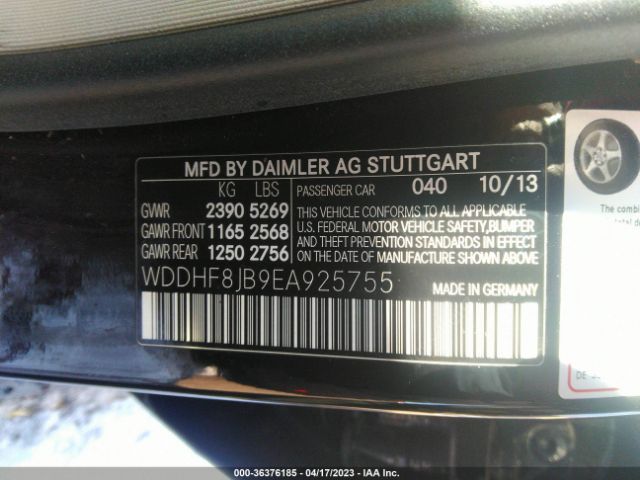 MFD BY DAIMLER AG STUTTGART
KG LBS PASSENGER CAR 040 10/13
GVWR 2390 5269
GAWR FRONT 1165 2568
GAWR REAR 1250 2756
THIS VEHICLE CONFORMS TO ALL APPLICABLE
U.S. FEDERAL MOTOR VEHICLE SAFETY, BUMPER
AND THEFT PREVENTION STANDARDS IN EFFECT
ON THE DATE OF MANUFACTURE SHOWN ABOVE.
WDDHF8JB9EA925755 MADE IN GERMANY
The combi
DE
000-36376185 - 04/17/2023 - IAA Inc.